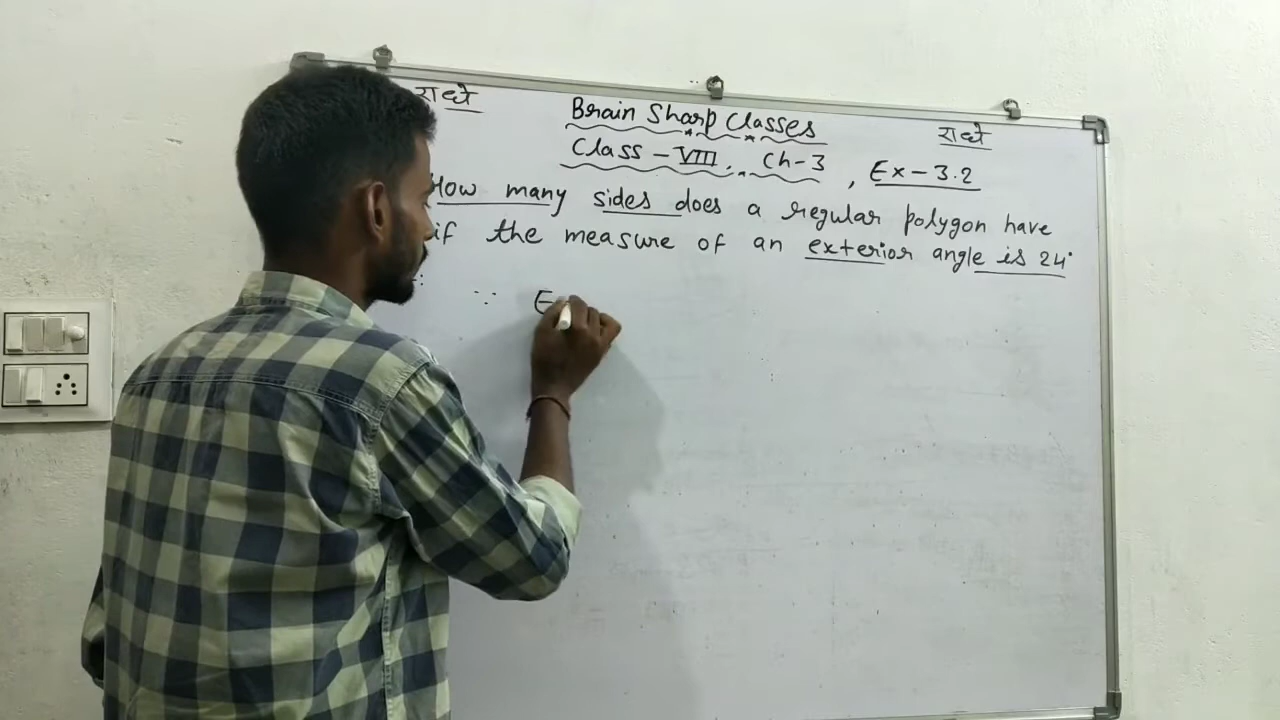 राधे
Brain Sharp Classes
राधे
Class - VIII, Ch-3, Ex-3.2
How many sides does a regular polygon have
if the measure of an exterior angle is 24°
∵ E